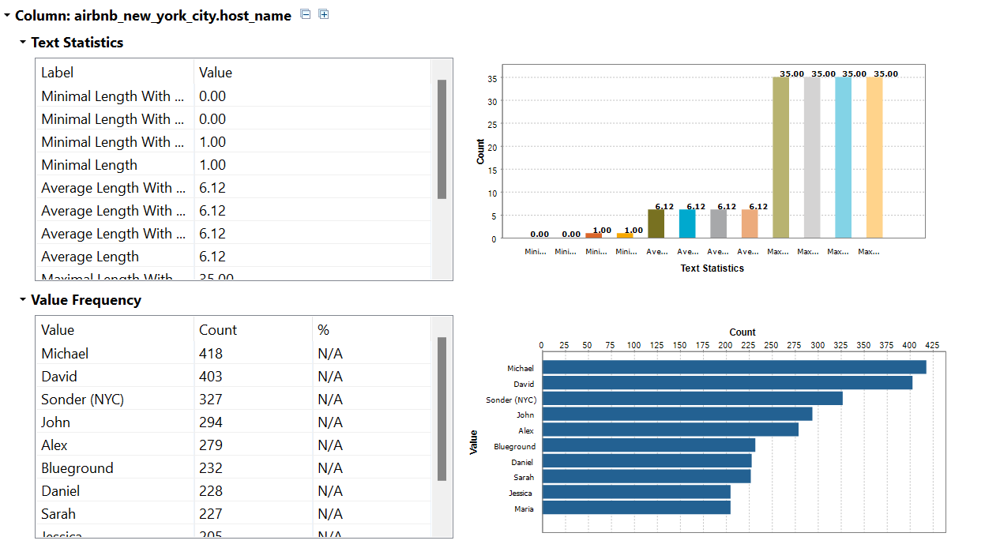 Column: airbnb_new_york_city.host_name
Text Statistics
Label Value
Minimal Length With ... 0.00
Minimal Length With ... 0.00
Minimal Length With ... 1.00
Minimal Length 1.00
Average Length With ... 6.12
Average Length With ... 6.12
Average Length With ... 6.12
Average Length 6.12
Maximal Length With 35.00
Count
35
30
25
20
15
10
5
0
0.00 0.00 1.00 1.00 6.12 6.12 6.12 6.12 35.00 35.00 35.00 35.00
Mini... Mini... Mini... Mini... Ave... Ave... Ave... Ave... Max... Max... Max... Max...
Text Statistics
Value Frequency
Value Count %
Michael 418 N/A
David 403 N/A
Sonder (NYC) 327 N/A
John 294 N/A
Alex 279 N/A
Blueground 232 N/A
Daniel 228 N/A
Sarah 227 N/A
Jessica 205 N/A
Count
0 25 50 75 100 125 150 175 200 225 250 275 300 325 350 375 400 425
Value
Michael
David
Sonder (NYC)
John
Alex
Blueground
Daniel
Sarah
Jessica
Maria